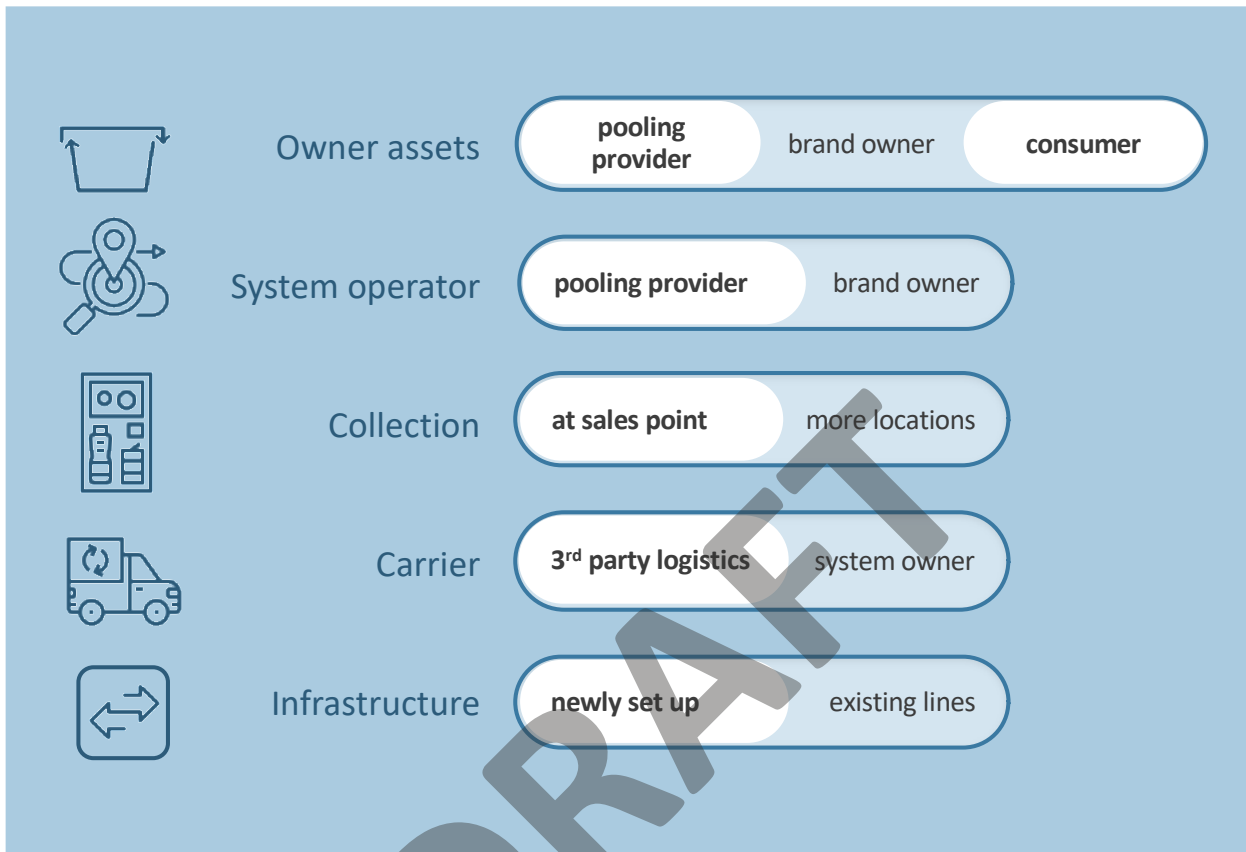 Owner assets
pooling
provider
brand owner
consumer
System operator
pooling provider
brand owner
Collection
at sales point
more locations
Carrier
3rd party logistics
system owner
Infrastructure
newly set up
existing lines
DRAFT